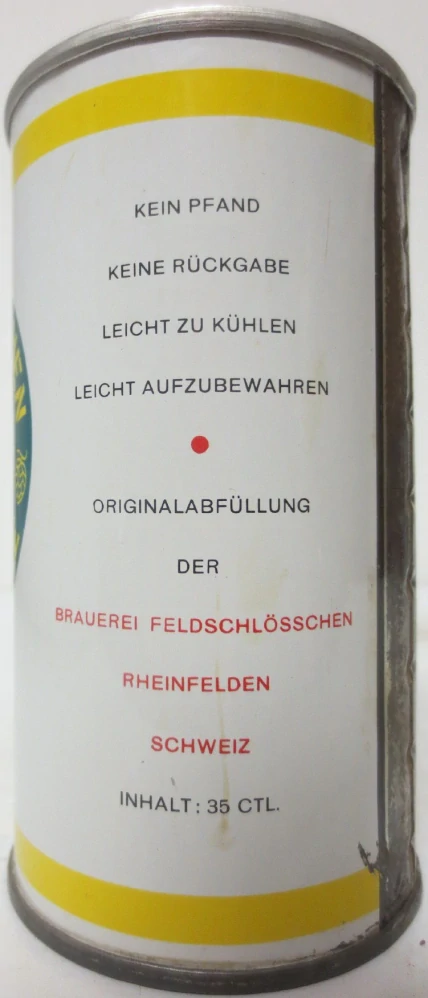 KEIN PFAND
KEINE RÜCKGABE
LEICHT ZU KÜHLEN
LEICHT AUFZUBEWAHREN
ORIGINALABFÜLLUNG
DER
BRAUEREI FELDSCHLÖSSCHEN
RHEINFELDEN
SCHWEIZ
INHALT: 35 CTL.